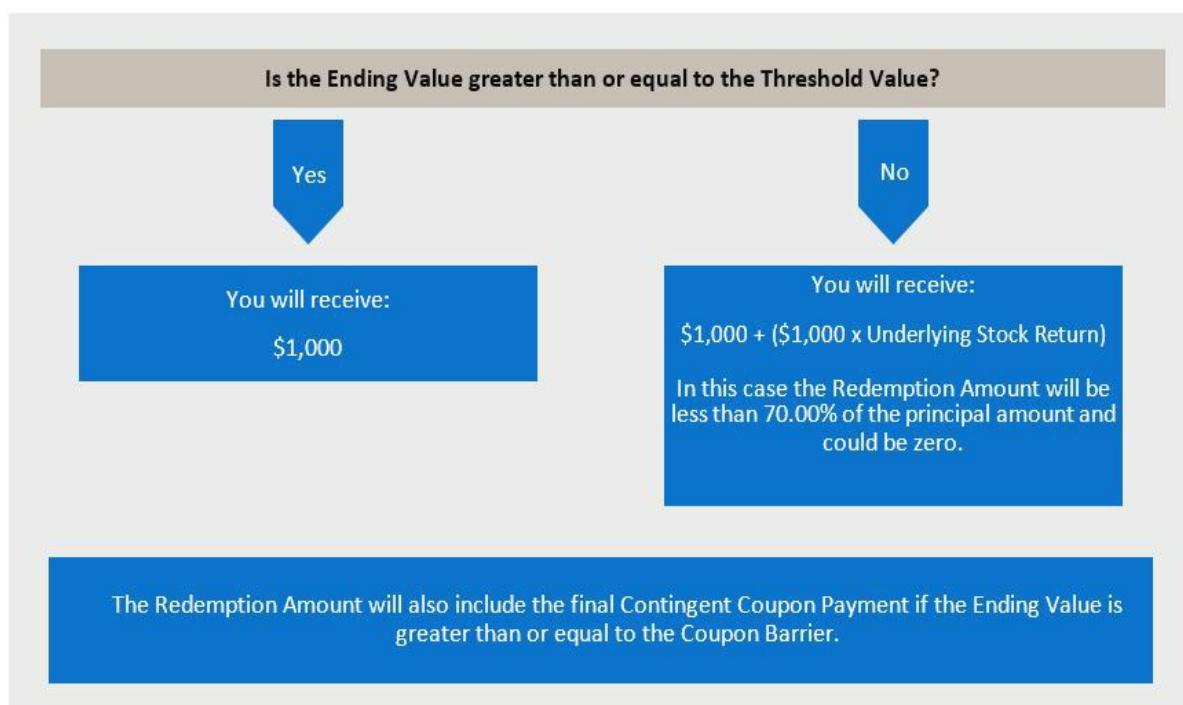 Is the Ending Value greater than or equal to the Threshold Value?
Yes
No
You will receive:
$1,000
You will receive:
$1,000 + ($1,000 x Underlying Stock Return)
In this case the Redemption Amount will be
less than 70.00% of the principal amount and
could be zero.
The Redemption Amount will also include the final Contingent Coupon Payment if the Ending Value is
greater than or equal to the Coupon Barrier.